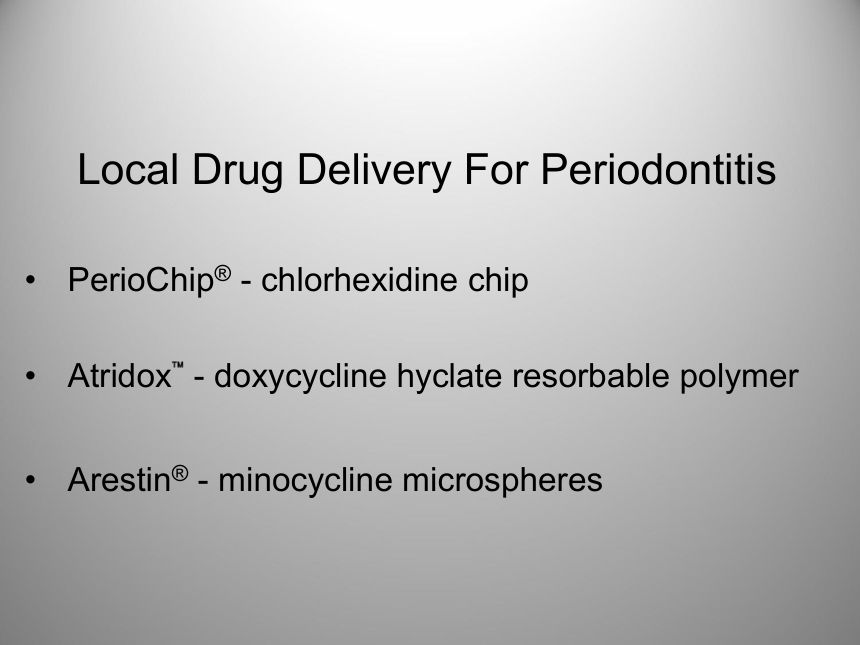 Local Drug Delivery For Periodontitis
• PerioChip® - chlorhexidine chip
• Atridox™ - doxycycline hyclate resorbable polymer
• Arestin® - minocycline microspheres